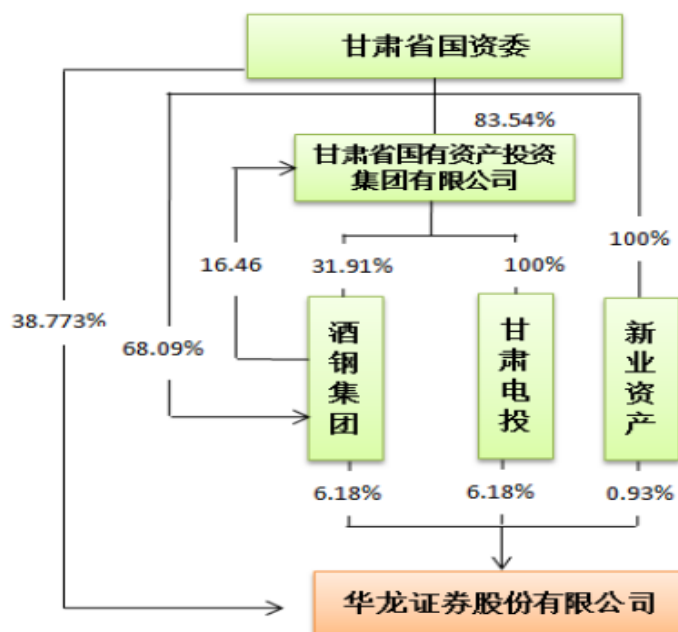 甘肃省国资委
83.54%
甘肃省国有资产投资
集团有限公司
16.46
31.91%
100%
100%
38.773%
68.09%
酒钢集团
甘肃电投
新业资产
6.18%
6.18%
0.93%
华龙证券股份有限公司